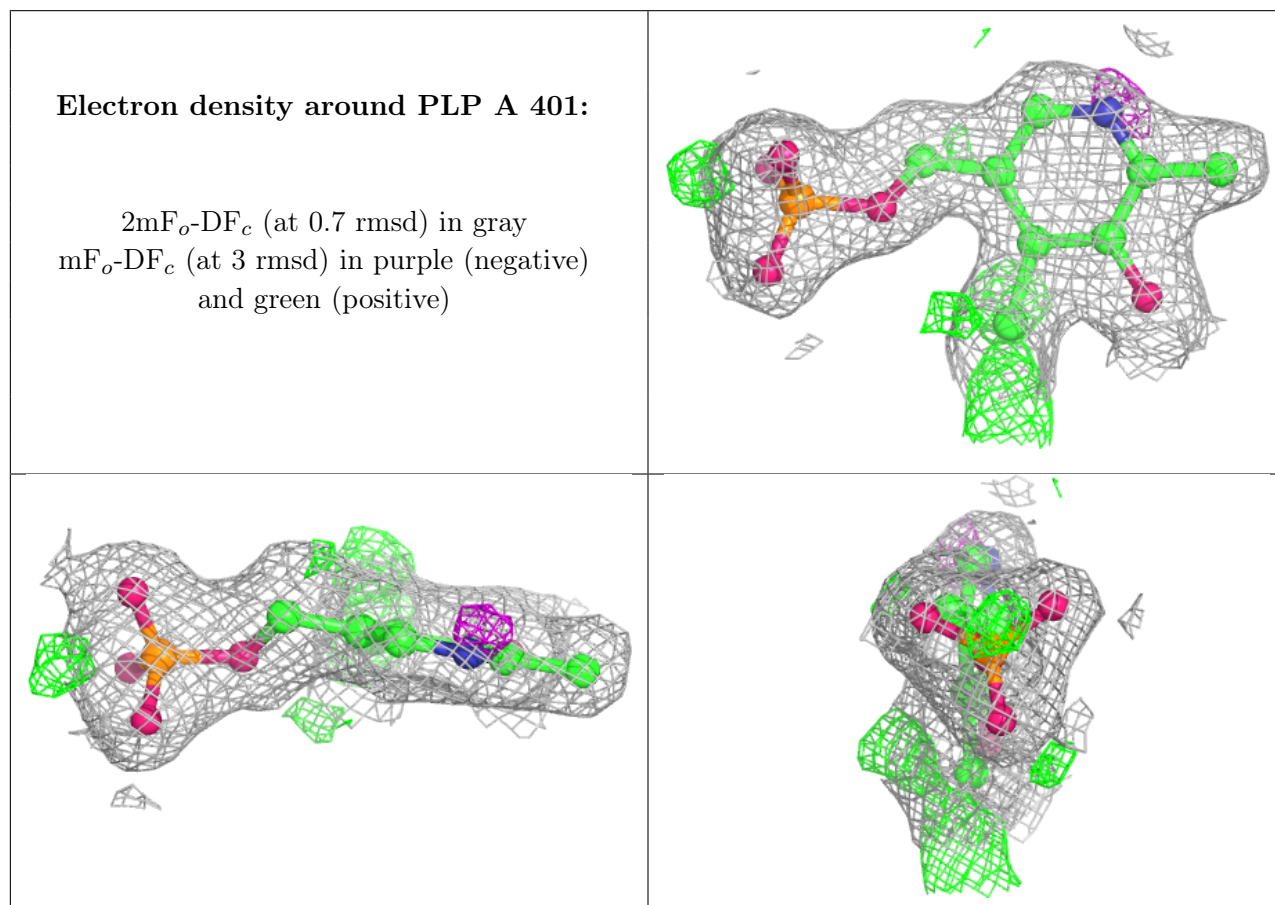 Electron density around PLP A 401:
2mFo-DFc (at 0.7 rmsd) in gray
mFo-DFc (at 3 rmsd) in purple (negative)
and green (positive)